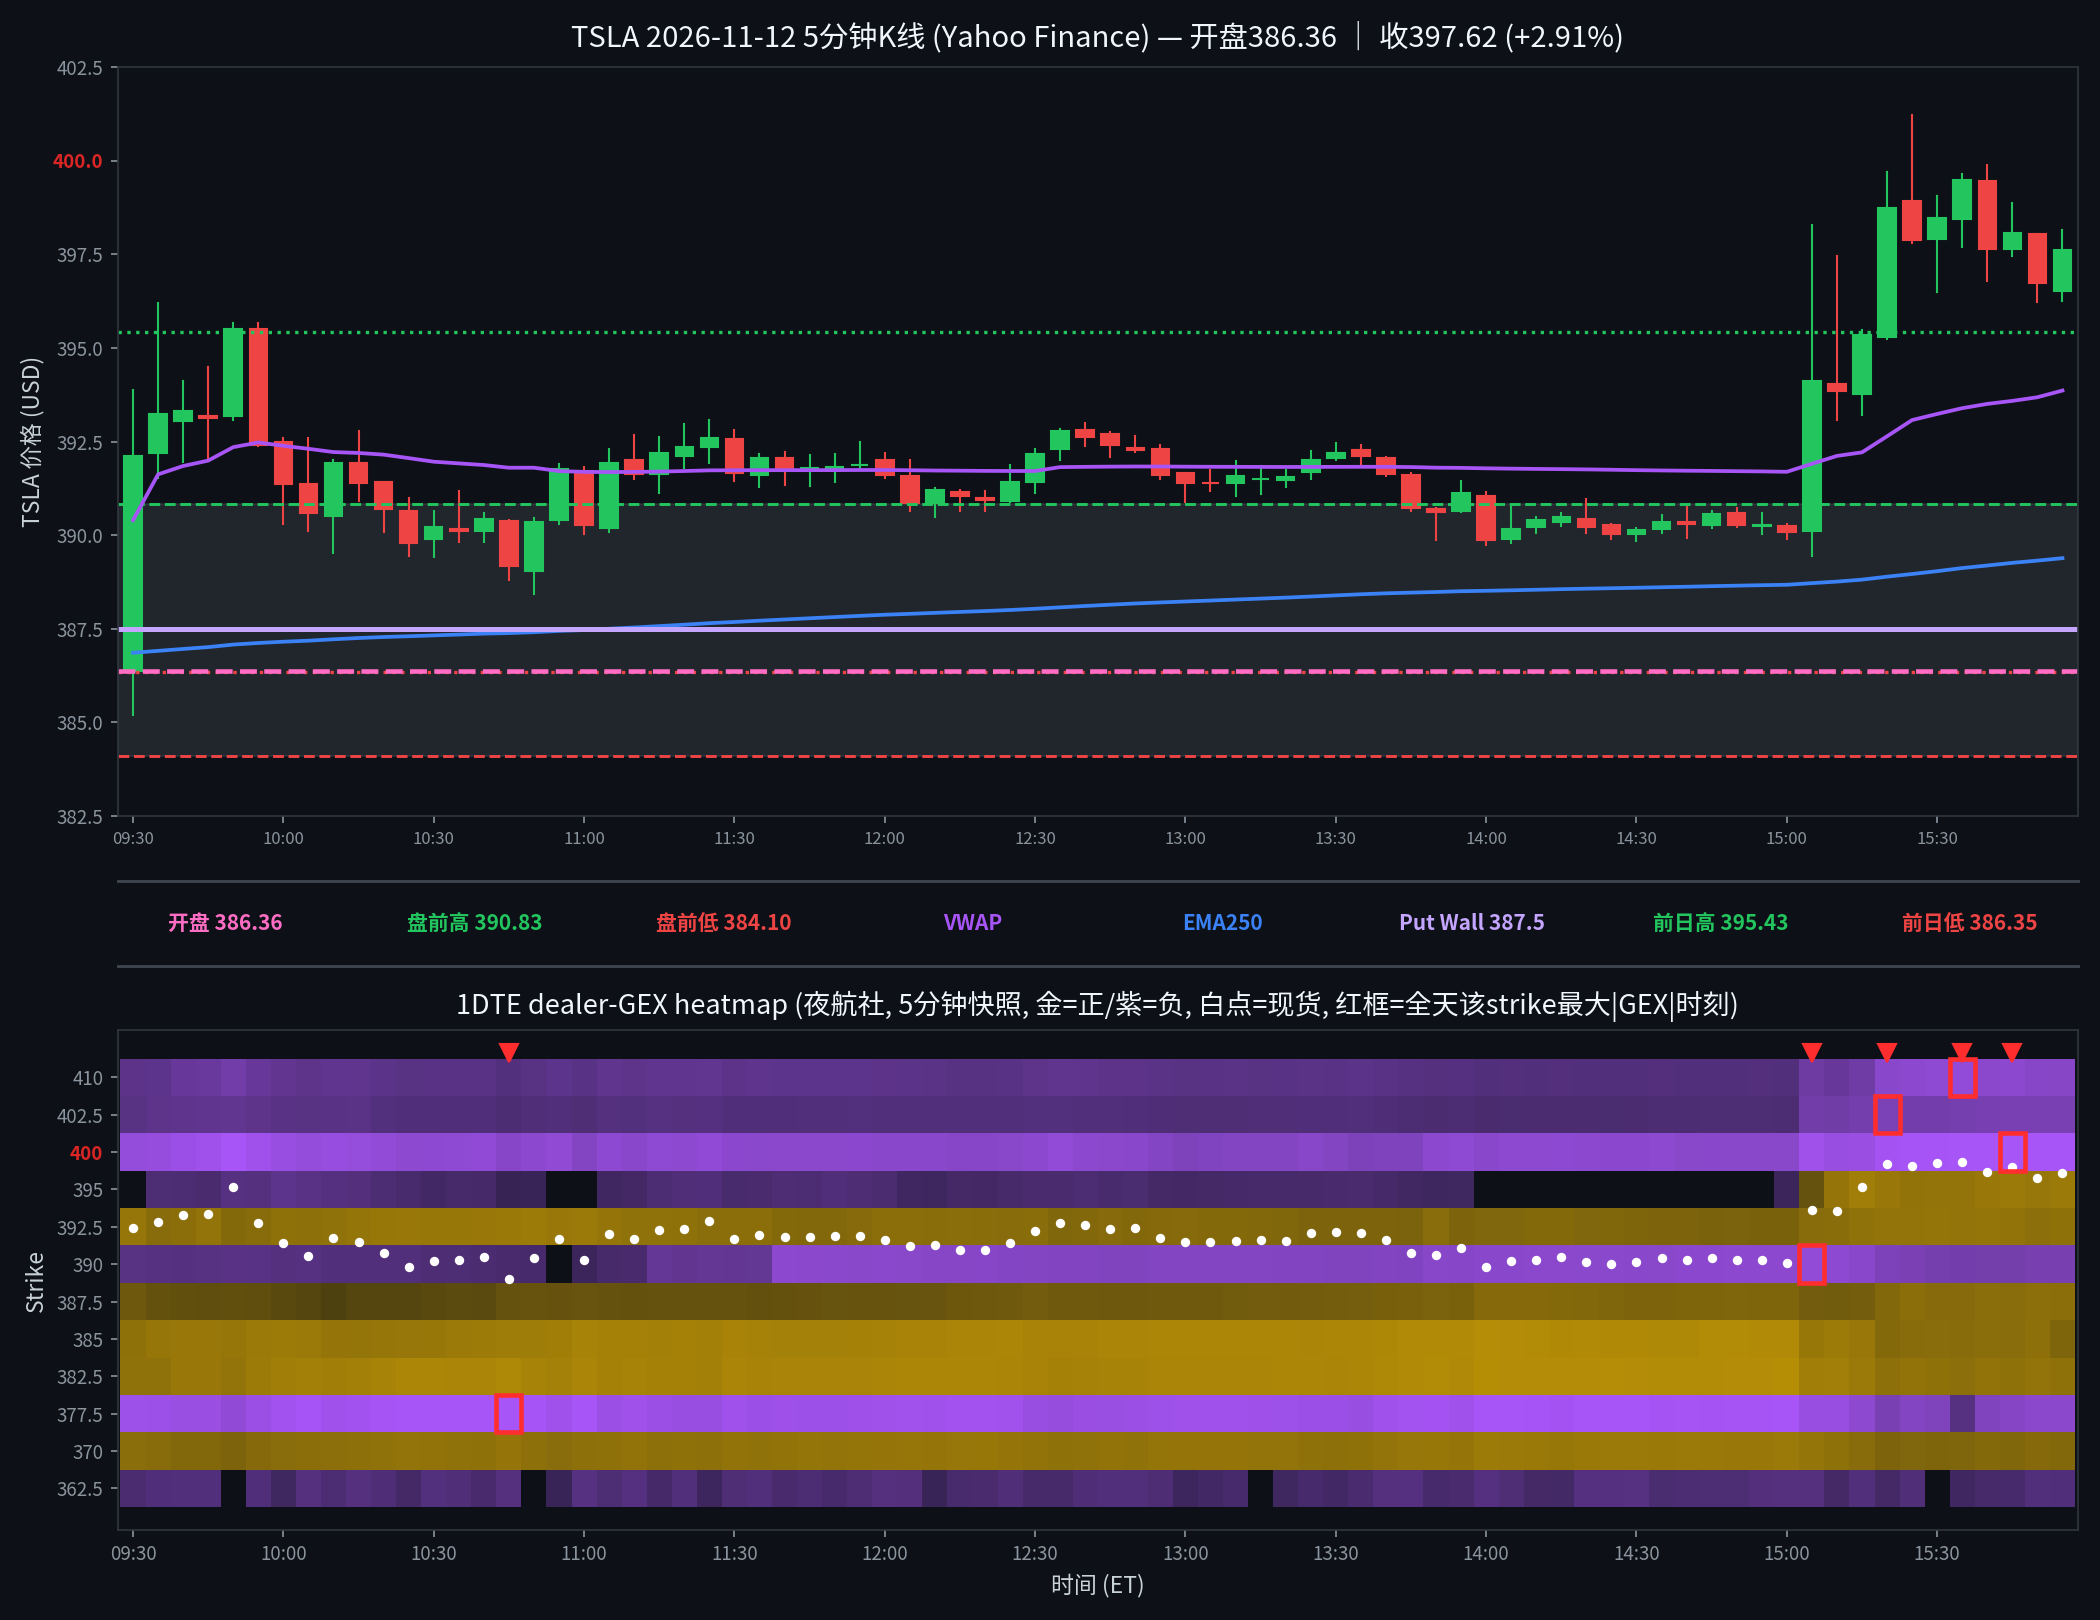 TSLA 2026-11-12 5分钟K线 (Yahoo Finance) — 开盘386.36 ｜ 收397.62 (+2.91%)
TSLA 价格 (USD)
402.5
400.0
397.5
395.0
392.5
390.0
387.5
385.0
382.5
09:30 10:00 10:30 11:00 11:30 12:00 12:30 13:00 13:30 14:00 14:30 15:00 15:30
开盘 386.36 盘前高 390.83 盘前低 384.10 VWAP EMA250 Put Wall 387.5 前日高 395.43 前日低 386.35
1DTE dealer-GEX heatmap (夜航社, 5分钟快照, 金=正/紫=负, 白点=现货, 红框=全天该strike最大|GEX|时刻)
Strike
410
402.5
400
395
392.5
390
387.5
385
382.5
377.5
370
362.5
09:30 10:00 10:30 11:00 11:30 12:00 12:30 13:00 13:30 14:00 14:30 15:00 15:30
时间 (ET)